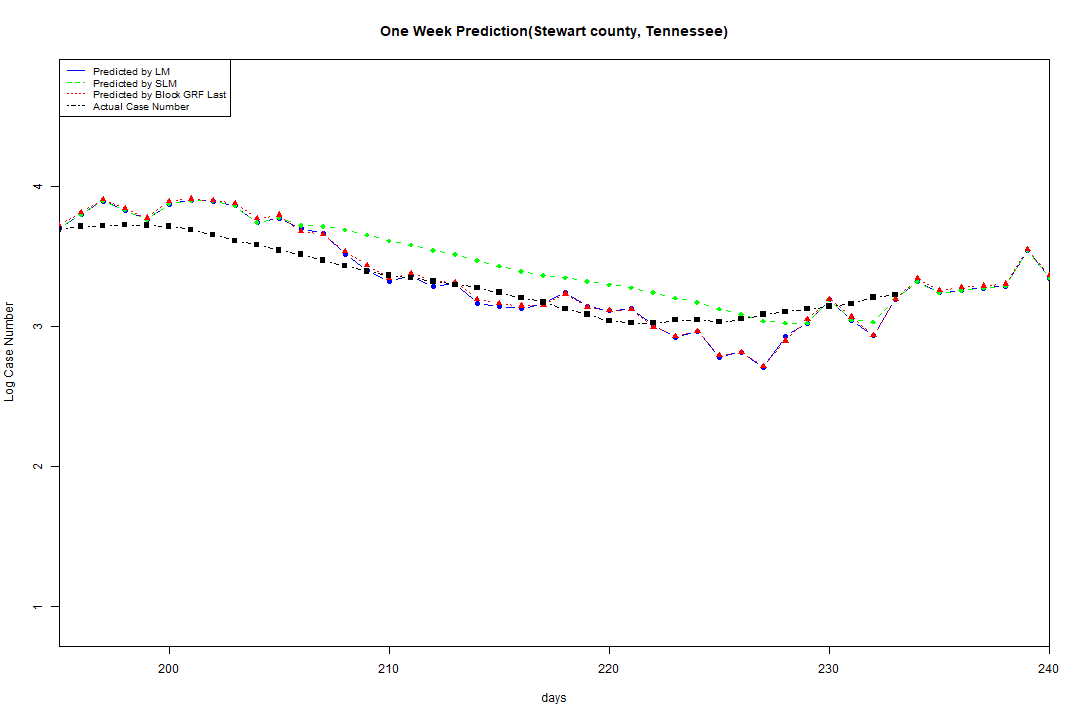 One Week Prediction(Stewart county, Tennessee)
Predicted by LM
Predicted by SLM
Predicted by Block GRF Last
Actual Case Number
4
3
2
1
Log Case Number
200 210 220 230 240
days